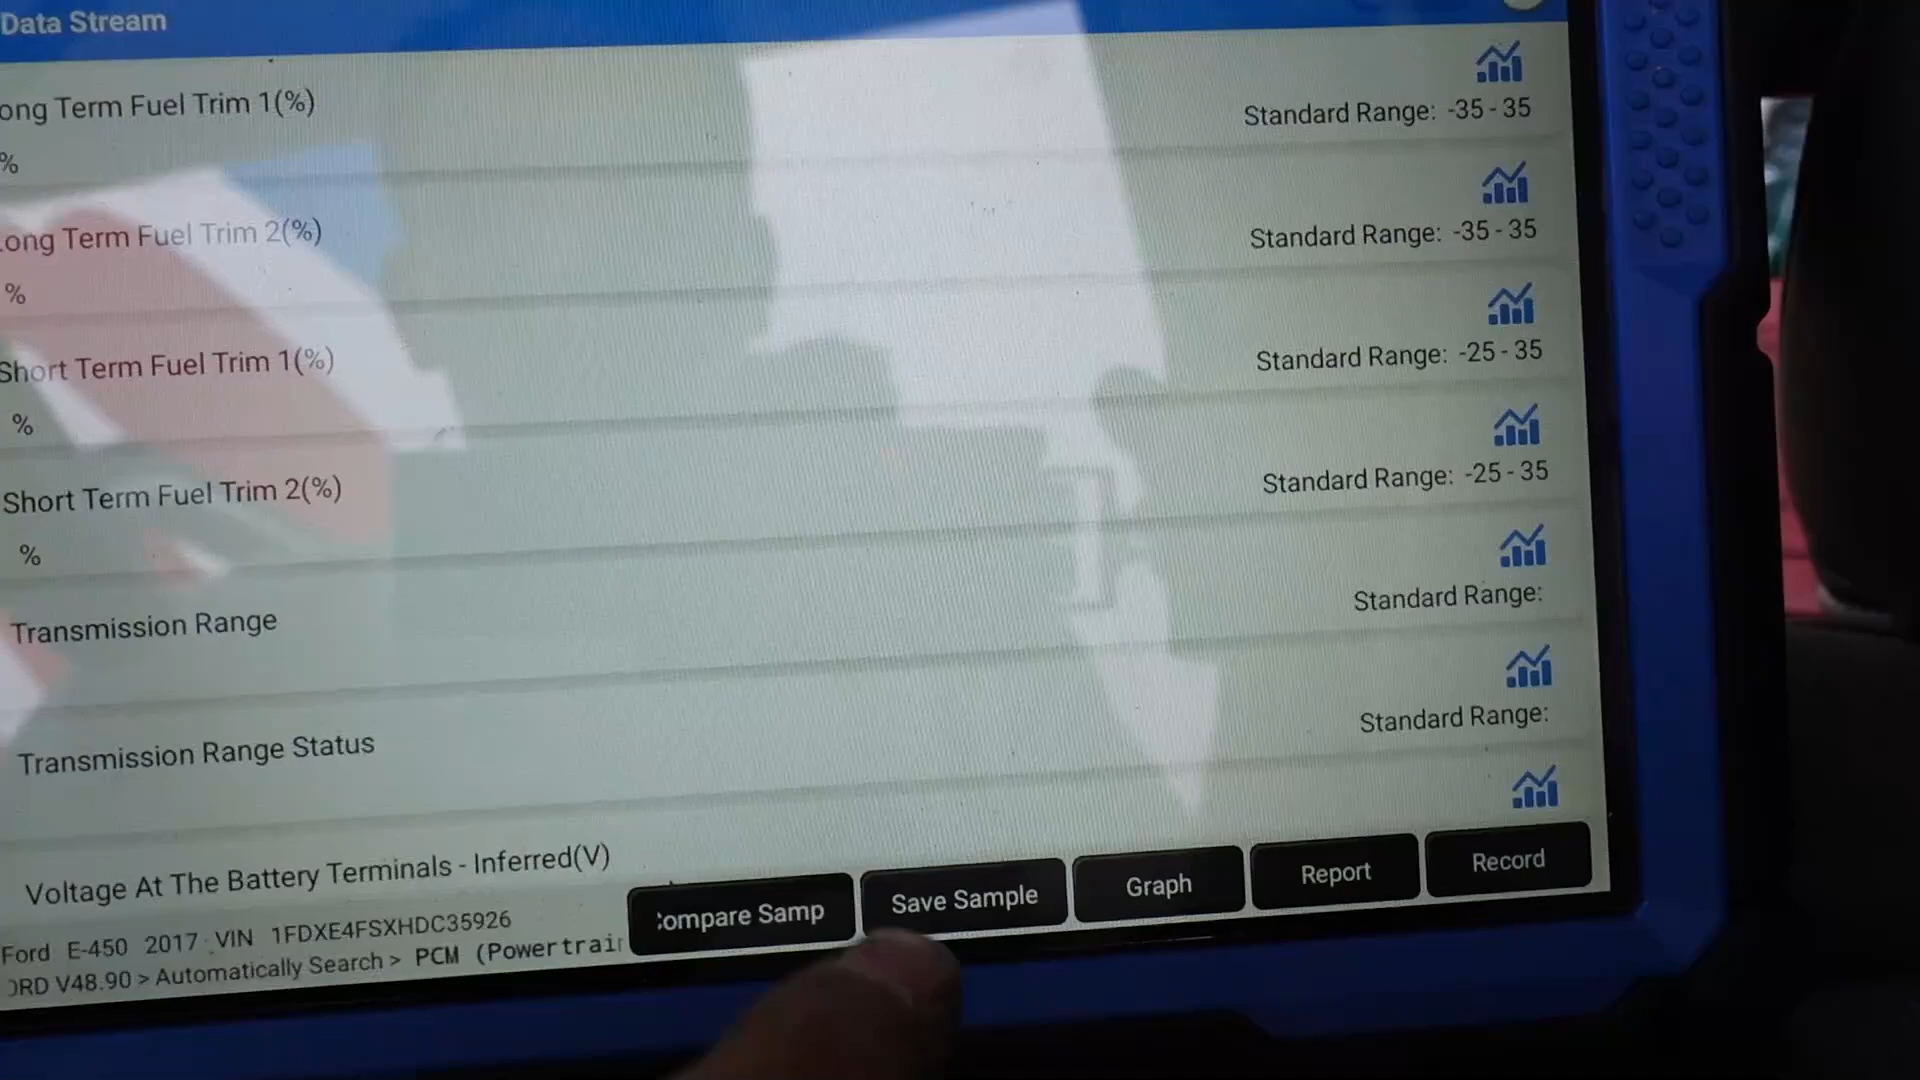 Data Stream
ong Term Fuel Trim 1(%)
Standard Range: -35 - 35
%
ong Term Fuel Trim 2(%)
Standard Range: -35 - 35
%
Short Term Fuel Trim 1(%)
Standard Range: -25 - 35
%
Short Term Fuel Trim 2(%)
Standard Range: -25 - 35
%
Transmission Range
Standard Range:
Transmission Range Status
Standard Range:
Voltage At The Battery Terminals - Inferred(V)
ompare Samp
Save Sample
Graph
Report
Record
Ford E-450 2017 VIN 1FDXE4FSXHDC35926
ORD V48.90 > Automatically Search > PCM (Powertrair